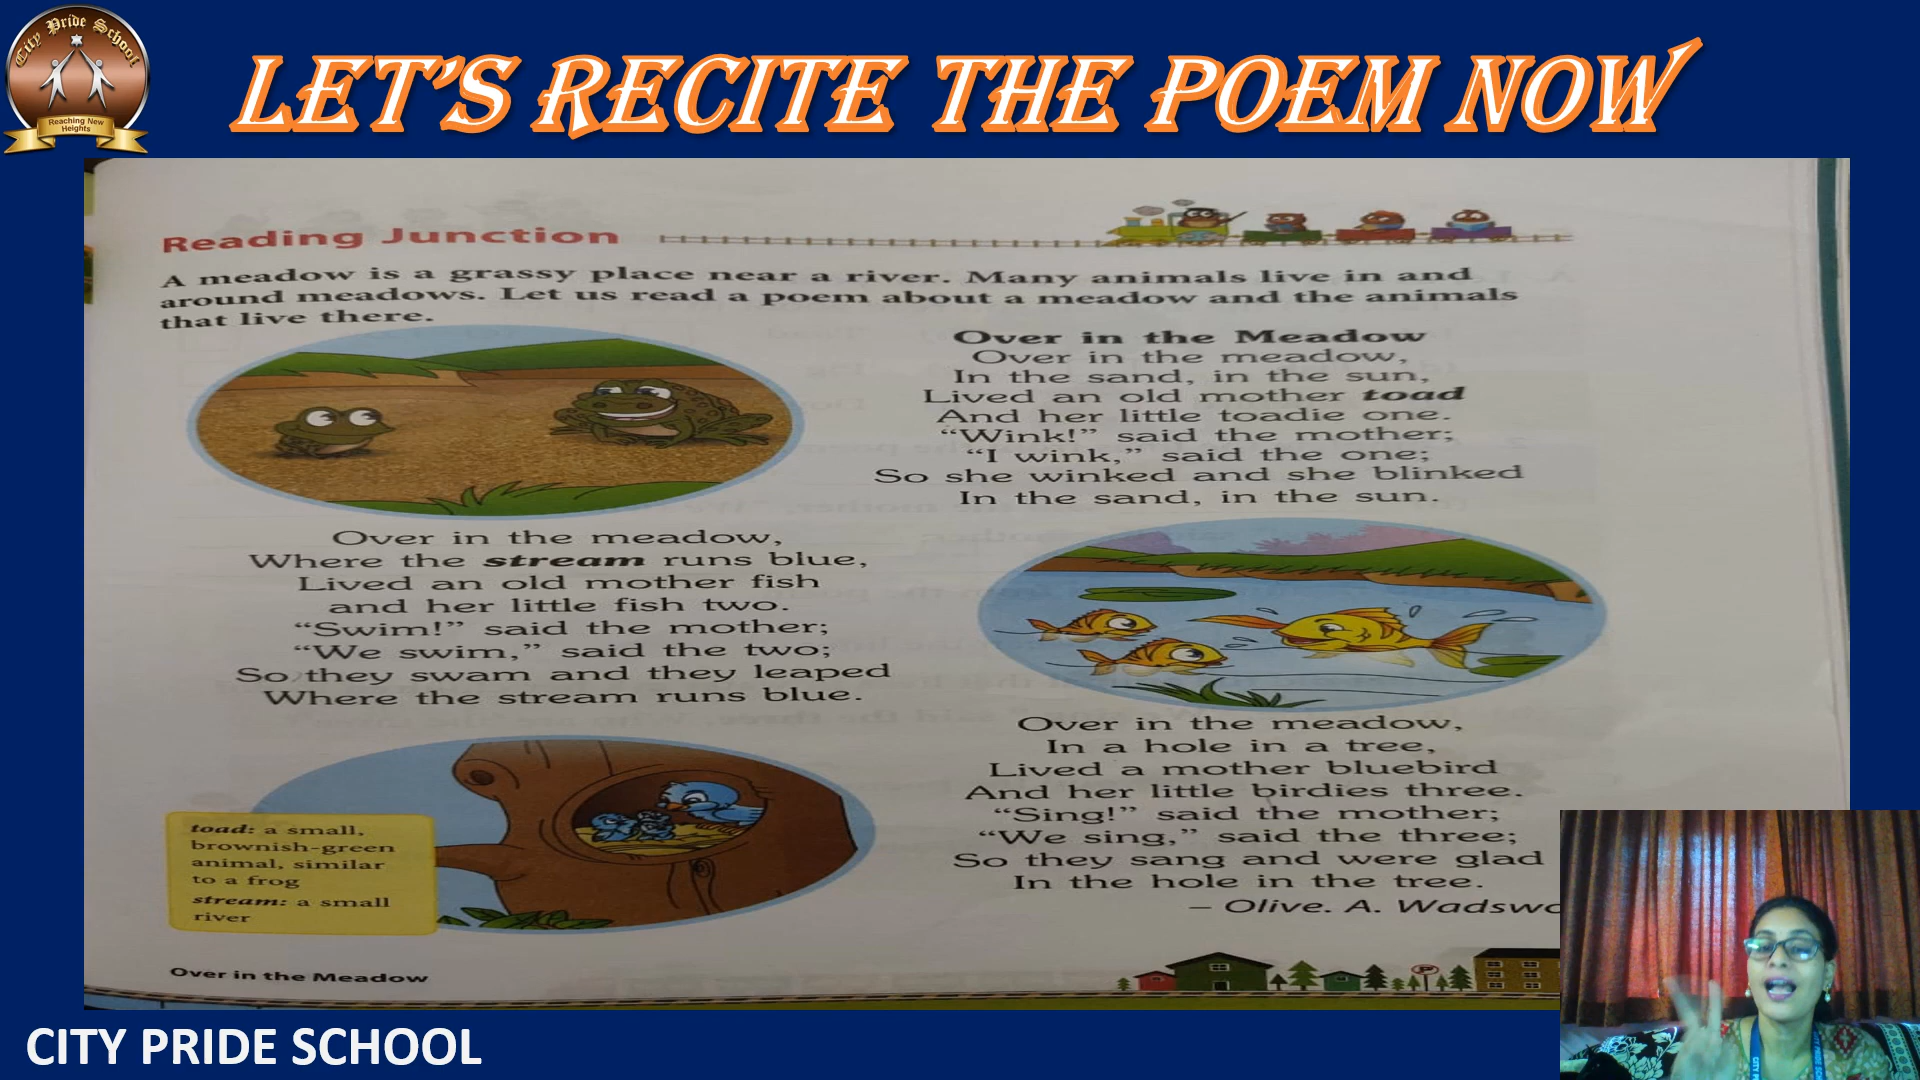 City Pride School
Reaching New
Heights
LET'S RECITE THE POEM NOW
Reading Junction
A meadow is a grassy place near a river. Many animals live in and
around meadows. Let us read a poem about a meadow and the animals
that live there.
Over in the Meadow
Over in the meadow,
In the sand, in the sun,
Lived an old mother toad
And her little toadie one.
“Wink!” said the mother;
“I wink,” said the one;
So she winked and she blinked
In the sand, in the sun.
Over in the meadow,
Where the stream runs blue,
Lived an old mother fish
and her little fish two.
“Swim!” said the mother;
“We swim,” said the two;
So they swam and they leaped
Where the stream runs blue.
Over in the meadow,
In a hole in a tree,
Lived a mother bluebird
And her little birdies three.
“Sing!” said the mother;
“We sing,” said the three;
So they sang and were glad
In the hole in the tree.
– Olive. A. Wadswo
toad: a small,
brownish-green
animal, similar
to a frog
stream: a small
river
Over in the Meadow
CITY PRIDE SCHOOL